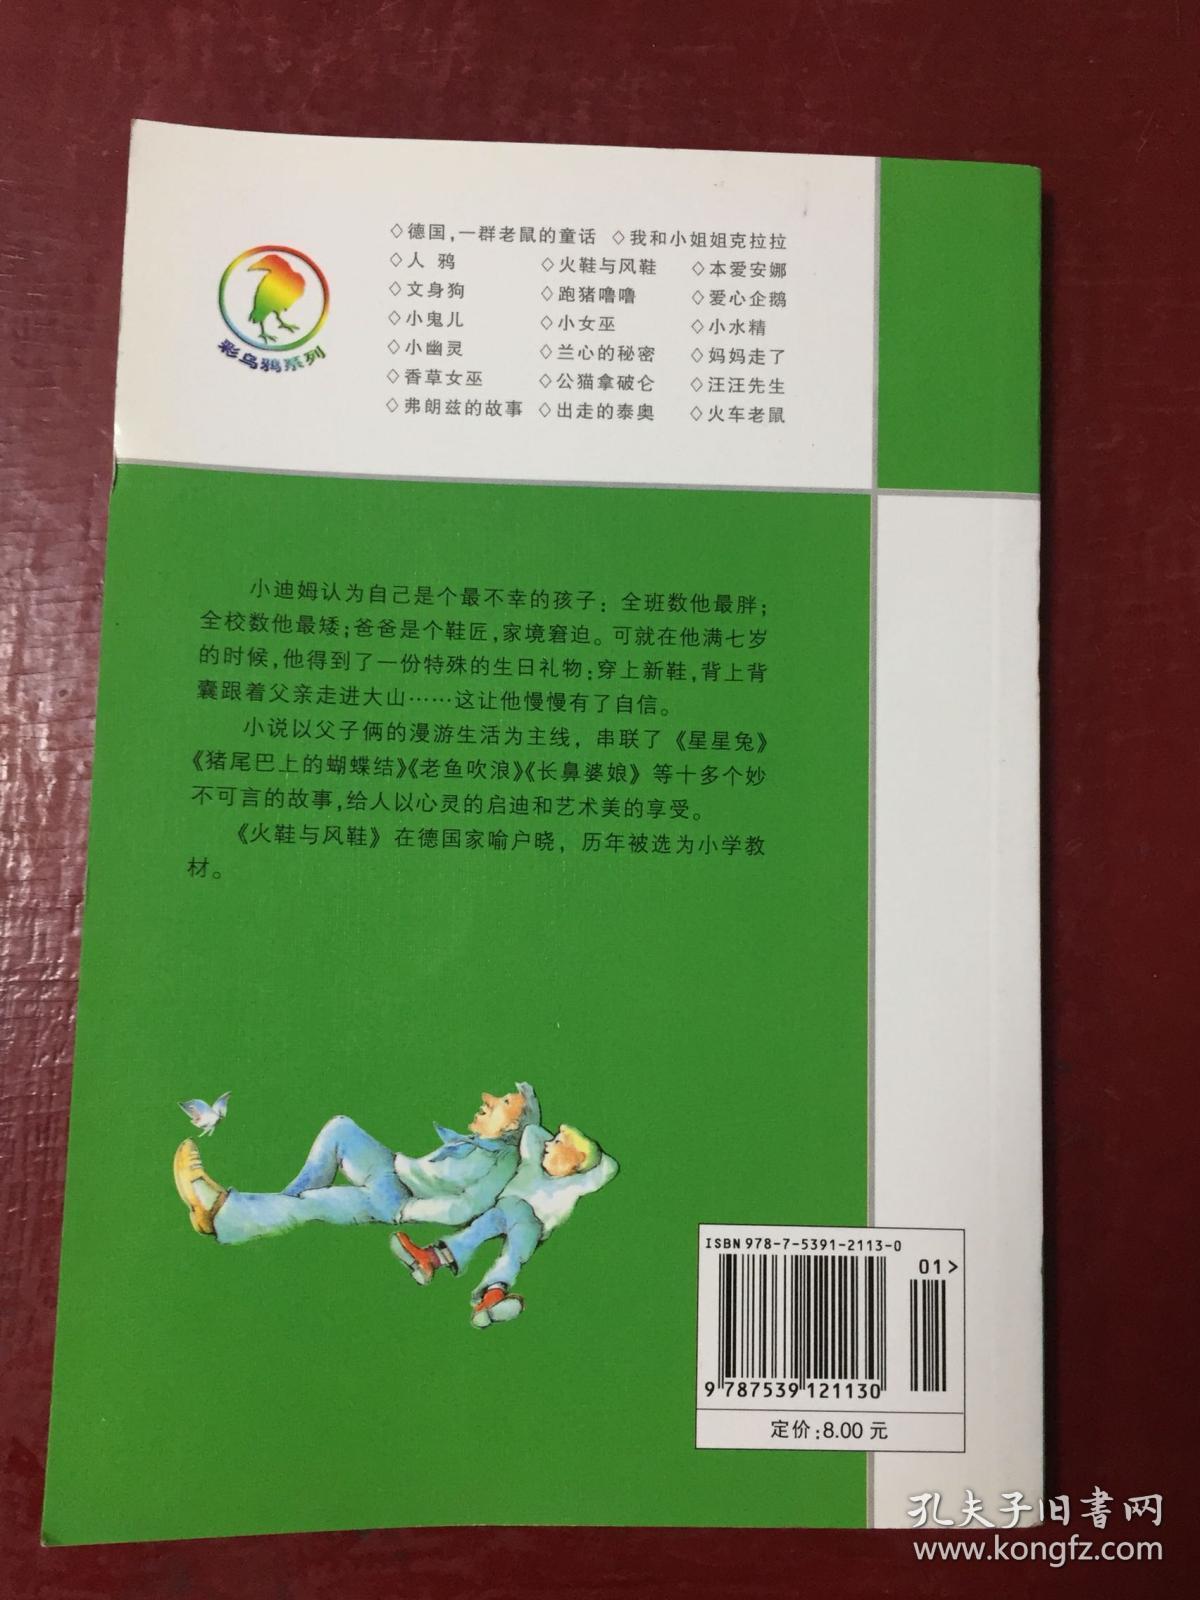 ◇德国,一群老鼠的童话 ◇我和小姐姐克拉拉
◇人 鸦 ◇火鞋与风鞋 ◇本爱安娜
◇文身狗 ◇跑猪噜噜 ◇爱心企鹅
◇小鬼儿 ◇小女巫 ◇小水精
◇小幽灵 ◇兰心的秘密 ◇妈妈走了
◇香草女巫 ◇公猫拿破仑 ◇汪汪先生
◇弗朗兹的故事 ◇出走的泰奥 ◇火车老鼠
彩乌鸦系列
小迪姆认为自己是个最不幸的孩子：全班数他最胖；
全校数他最矮；爸爸是个鞋匠，家境窘迫。可就在他满七岁
的时候，他得到了一份特殊的生日礼物：穿上新鞋，背上背
囊跟着父亲走进大山……这让他慢慢有了自信。
小说以父子俩的漫游生活为主线，串联了《星星兔》
《猪尾巴上的蝴蝶结》《老鱼吹浪》《长鼻婆娘》等十多个妙
不可言的故事，给人以心灵的启迪和艺术美的享受。
《火鞋与风鞋》在德国家喻户晓，历年被选为小学教
材。
ISBN 978-7-5391-2113-0
01>
9 787539 121130
定价:8.00 元
孔夫子旧書网
www.kongfz.com